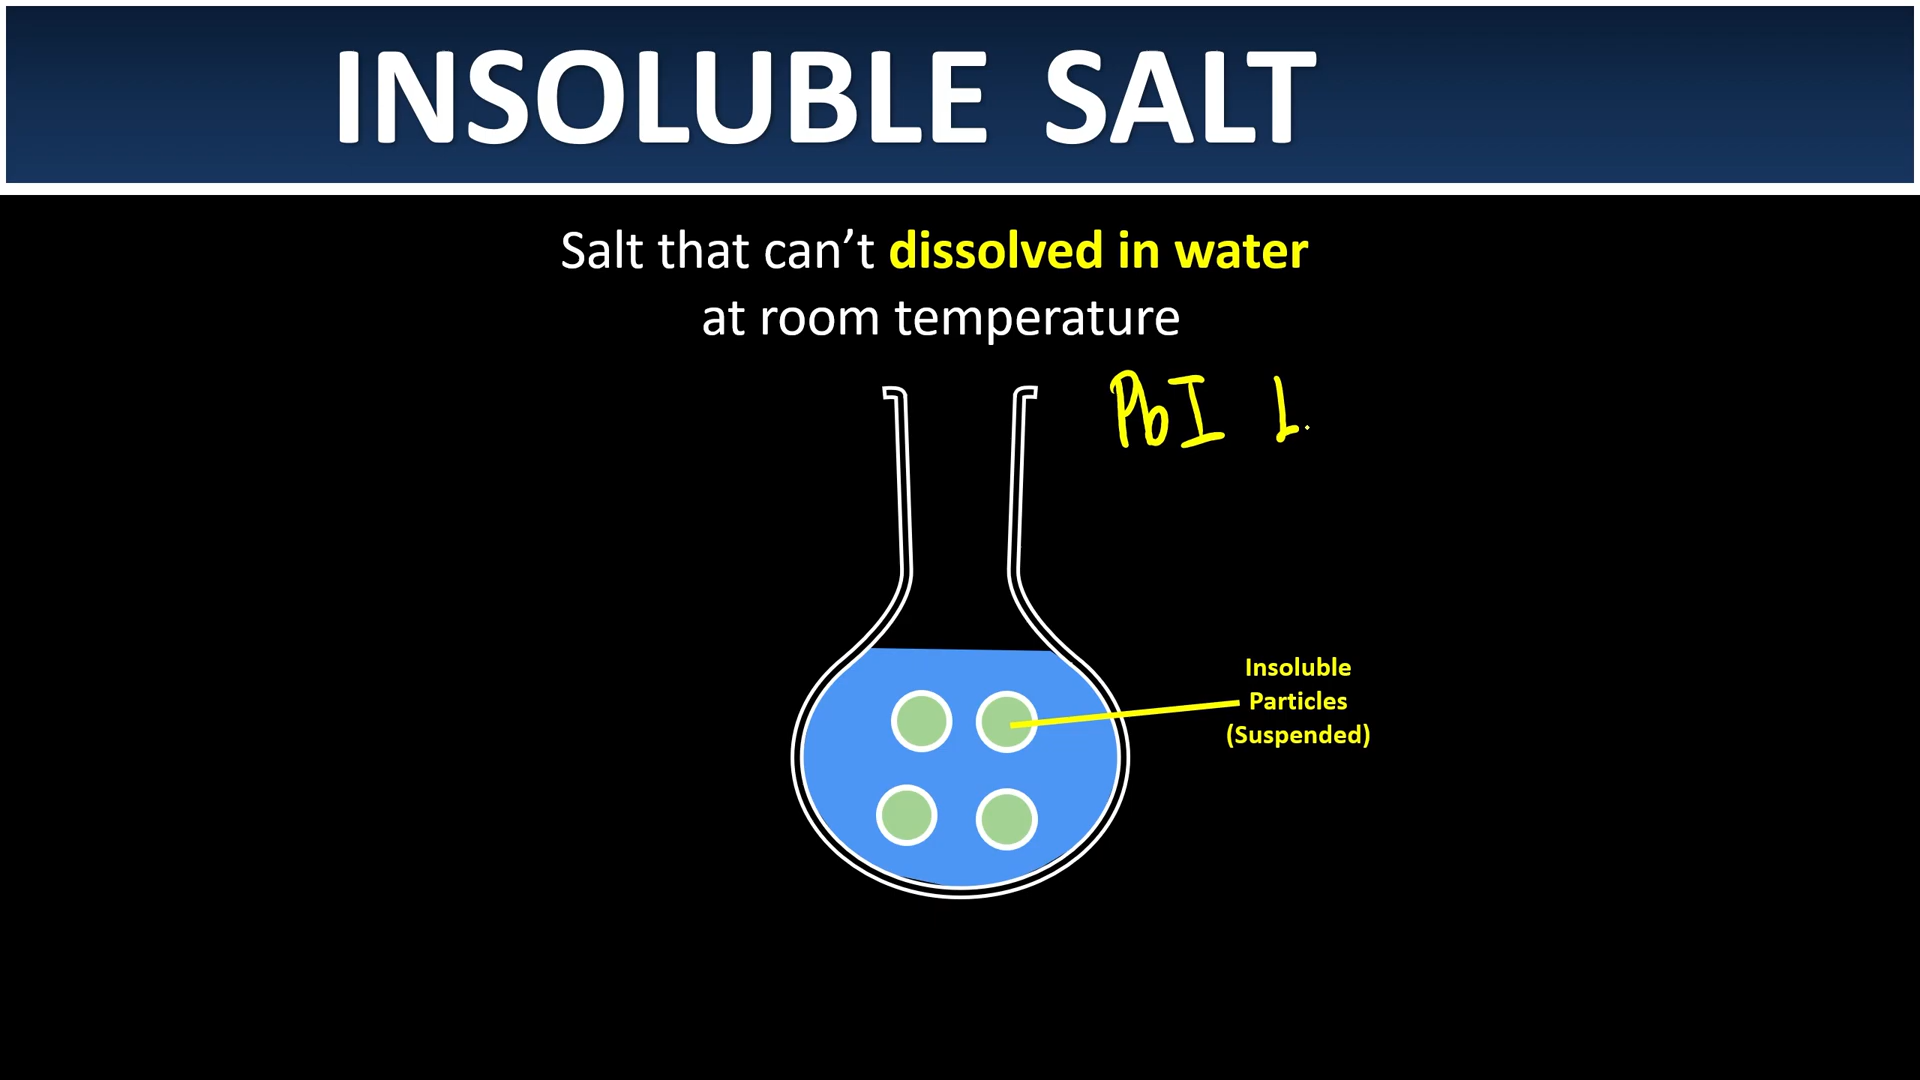 INSOLUBLE SALT
Salt that can’t dissolved in water
at room temperature
PbI L
Insoluble
Particles
(Suspended)